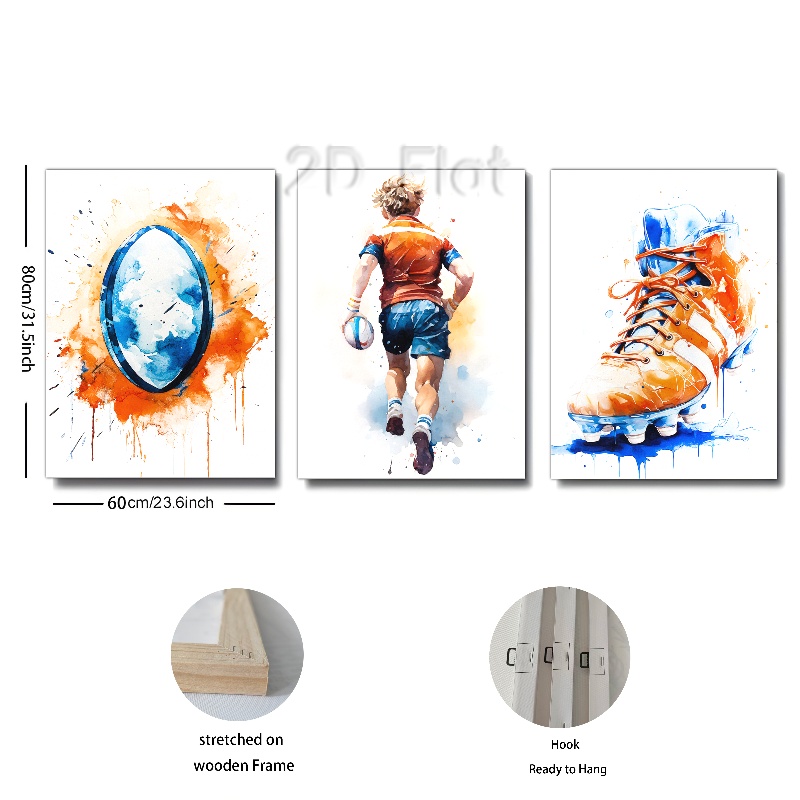 2D Flat
80cm/31.5inch
60cm/23.6inch
stretched on
wooden Frame
Hook
Ready to Hang